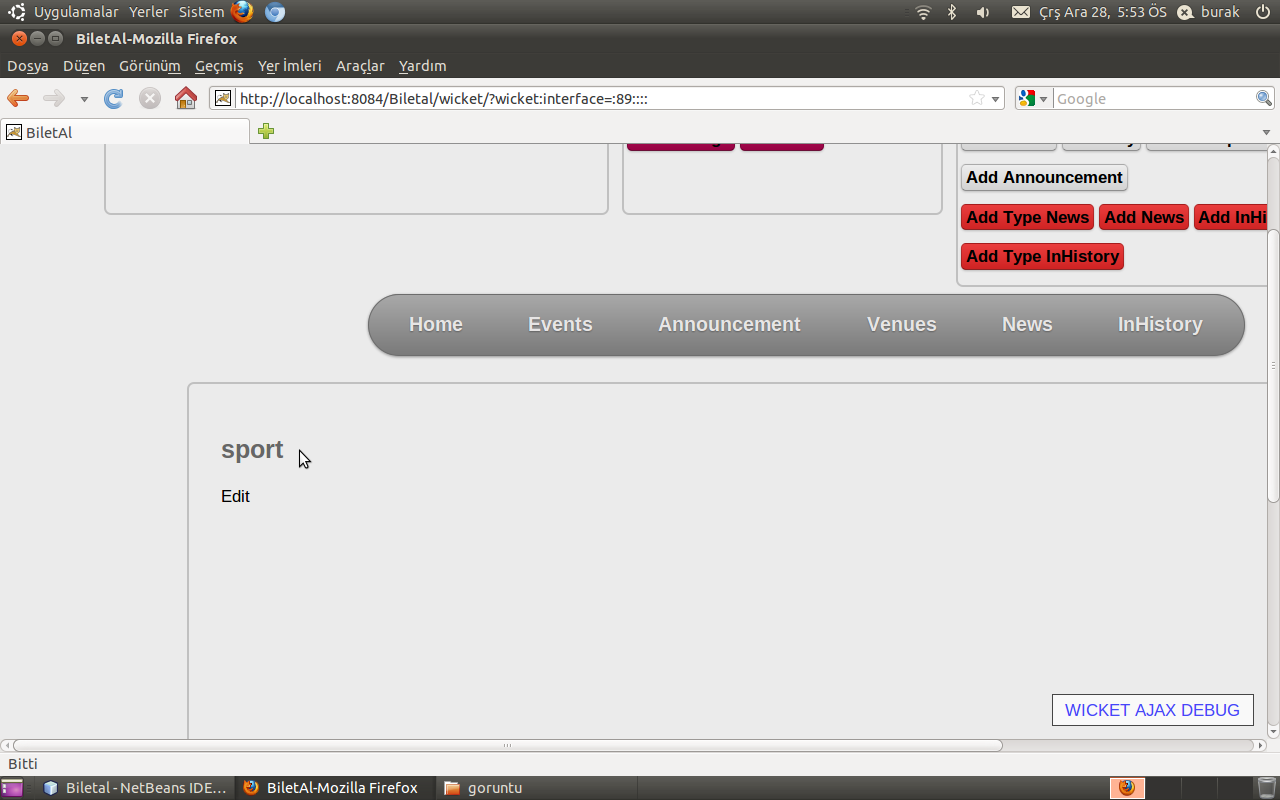 Uygulamalar Yerler Sistem Çrş Ara 28, 5:53 ÖS burak
BiletAl-Mozilla Firefox
Dosya Düzen Görünüm Geçmiş Yer İmleri Araçlar Yardım
http://localhost:8084/Biletal/wicket/?wicket:interface=:89:::: Google
BiletAl
Add Announcement
Add Type News Add News Add InHi
Add Type InHistory
Home Events Announcement Venues News InHistory
sport
Edit
WICKET AJAX DEBUG
Bitti
Biletal - NetBeans IDE... BiletAl-Mozilla Firefox goruntu